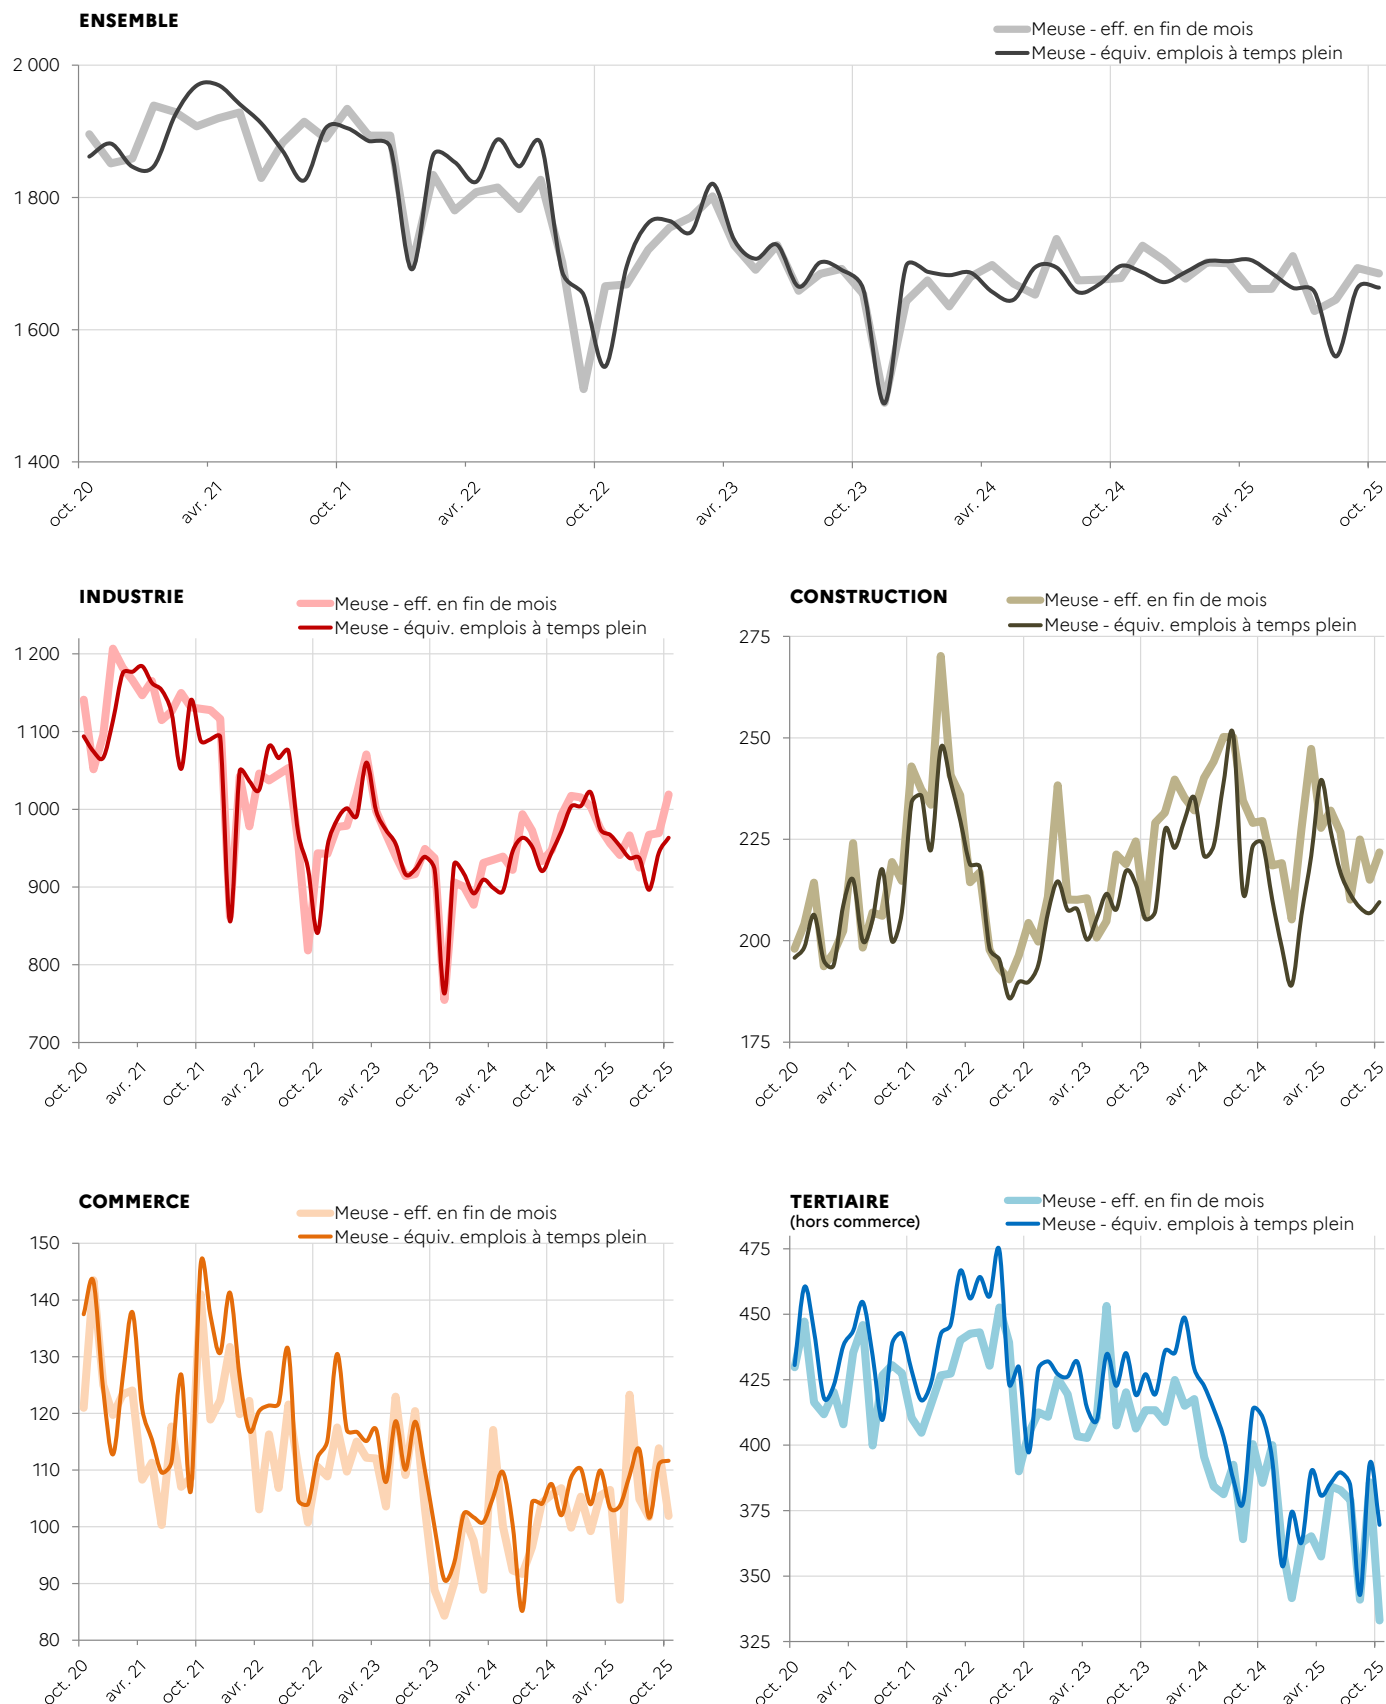 ENSEMBLE
Meuse - eff. en fin de mois
Meuse - équiv. emplois à temps plein
2 000
1 800
1 600
1 400
oct. 20
avr. 21
oct. 21
avr. 22
oct. 22
avr. 23
oct. 23
avr. 24
oct. 24
avr. 25
oct. 25
INDUSTRIE
Meuse - eff. en fin de mois
Meuse - équiv. emplois à temps plein
1 200
1 100
1 000
900
800
700
oct. 20
avr. 21
oct. 21
avr. 22
oct. 22
avr. 23
oct. 23
avr. 24
oct. 24
avr. 25
oct. 25
CONSTRUCTION
Meuse - eff. en fin de mois
Meuse - équiv. emplois à temps plein
275
250
225
200
175
oct. 20
avr. 21
oct. 21
avr. 22
oct. 22
avr. 23
oct. 23
avr. 24
oct. 24
avr. 25
oct. 25
COMMERCE
Meuse - eff. en fin de mois
Meuse - équiv. emplois à temps plein
150
140
130
120
110
100
90
80
oct. 20
avr. 21
oct. 21
avr. 22
oct. 22
avr. 23
oct. 23
avr. 24
oct. 24
avr. 25
oct. 25
TERTIAIRE
(hors commerce)
Meuse - eff. en fin de mois
Meuse - équiv. emplois à temps plein
475
450
425
400
375
350
325
oct. 20
avr. 21
oct. 21
avr. 22
oct. 22
avr. 23
oct. 23
avr. 24
oct. 24
avr. 25
oct. 25